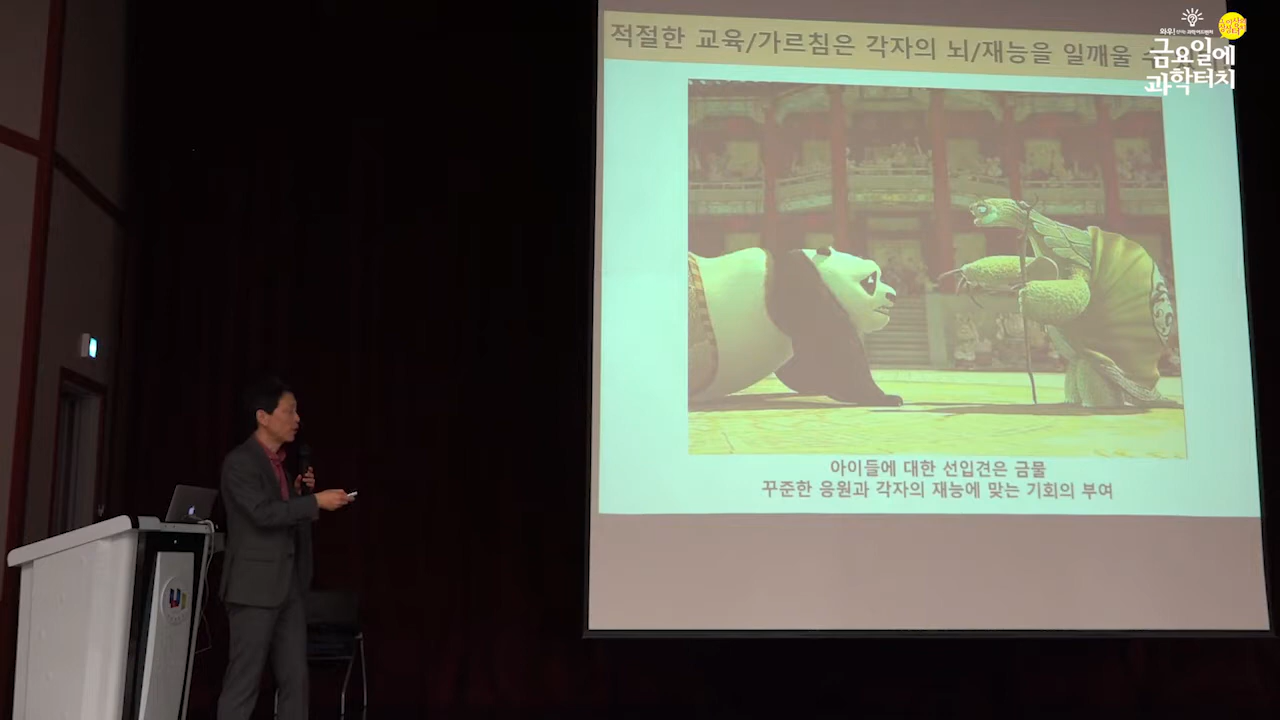 적절한 교육/가르침은 각자의 뇌/재능을 일깨울 수
와우!
금요일에
과학터치
아이들에 대한 선입견은 금물
꾸준한 응원과 각자의 재능에 맞는 기회의 부여